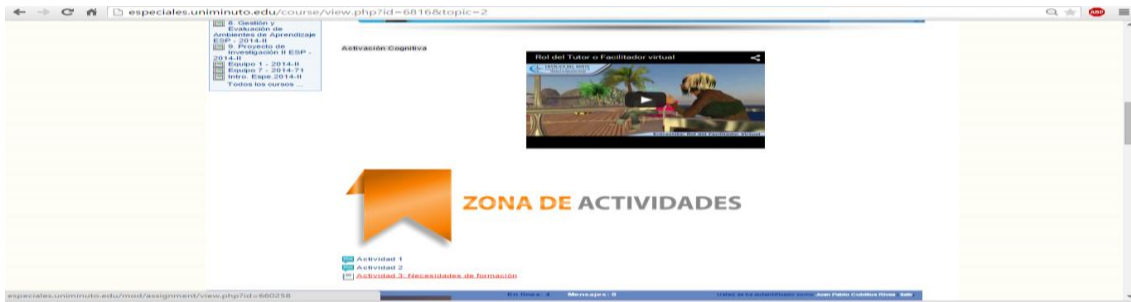 especiales.uniminuto.edu/course/view.php?id=6816&topic=2
ABP
8. Gestión y
Evaluación de
Ambientes de Aprendizaje
ESP - 2014-II
9. Proyecto de
Investigación II ESP -
2014-II
Equipo 1 - 2014-II
Equipo 7 - 2014-71
Intro. Espe 2014-II
Todos los cursos ...
Activación Cognitiva
Rol del Tutor o Facilitador virtual
ZONA DE ACTIVIDADES
Actividad 1
Actividad 2
Actividad 3: Necesidades de formación
especiales.uniminuto.edu/mod/assignment/view.php?id=660258
En línea: 4 Mensajes: 0